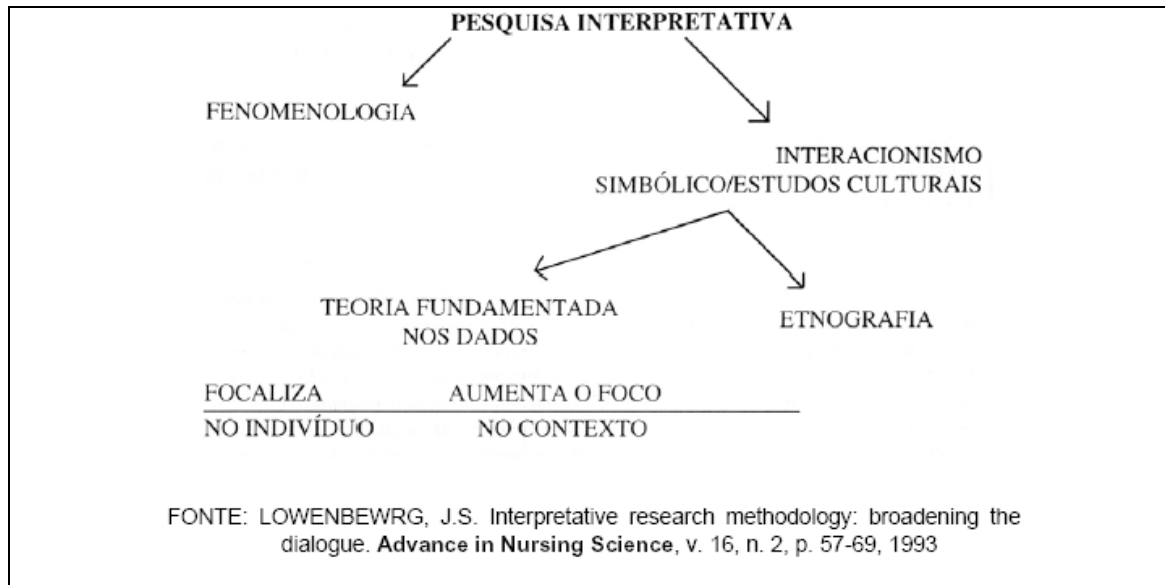 PESQUISA INTERPRETATIVA
FENOMENOLOGIA
INTERACIONISMO
SIMBÓLICO/ESTUDOS CULTURAIS
TEORIA FUNDAMENTADA
NOS DADOS
ETNOGRAFIA
FOCALIZA AUMENTA O FOCO
NO INDIVÍDUO NO CONTEXTO
FONTE: LOWENBEWRG, J.S. Interpretative research methodology: broadening the
dialogue. Advance in Nursing Science, v. 16, n. 2, p. 57-69, 1993